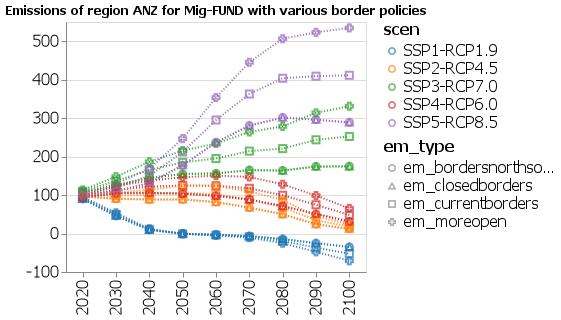 Emissions of region ANZ for Mig-FUND with various border policies
500
400
300
200
100
0
-100
2020
2030
2040
2050
2060
2070
2080
2090
2100
scen
SSP1-RCP1.9
SSP2-RCP4.5
SSP3-RCP7.0
SSP4-RCP6.0
SSP5-RCP8.5
em_type
em_bordersnorthso...
em_closedborders
em_currentborders
em_moreopen